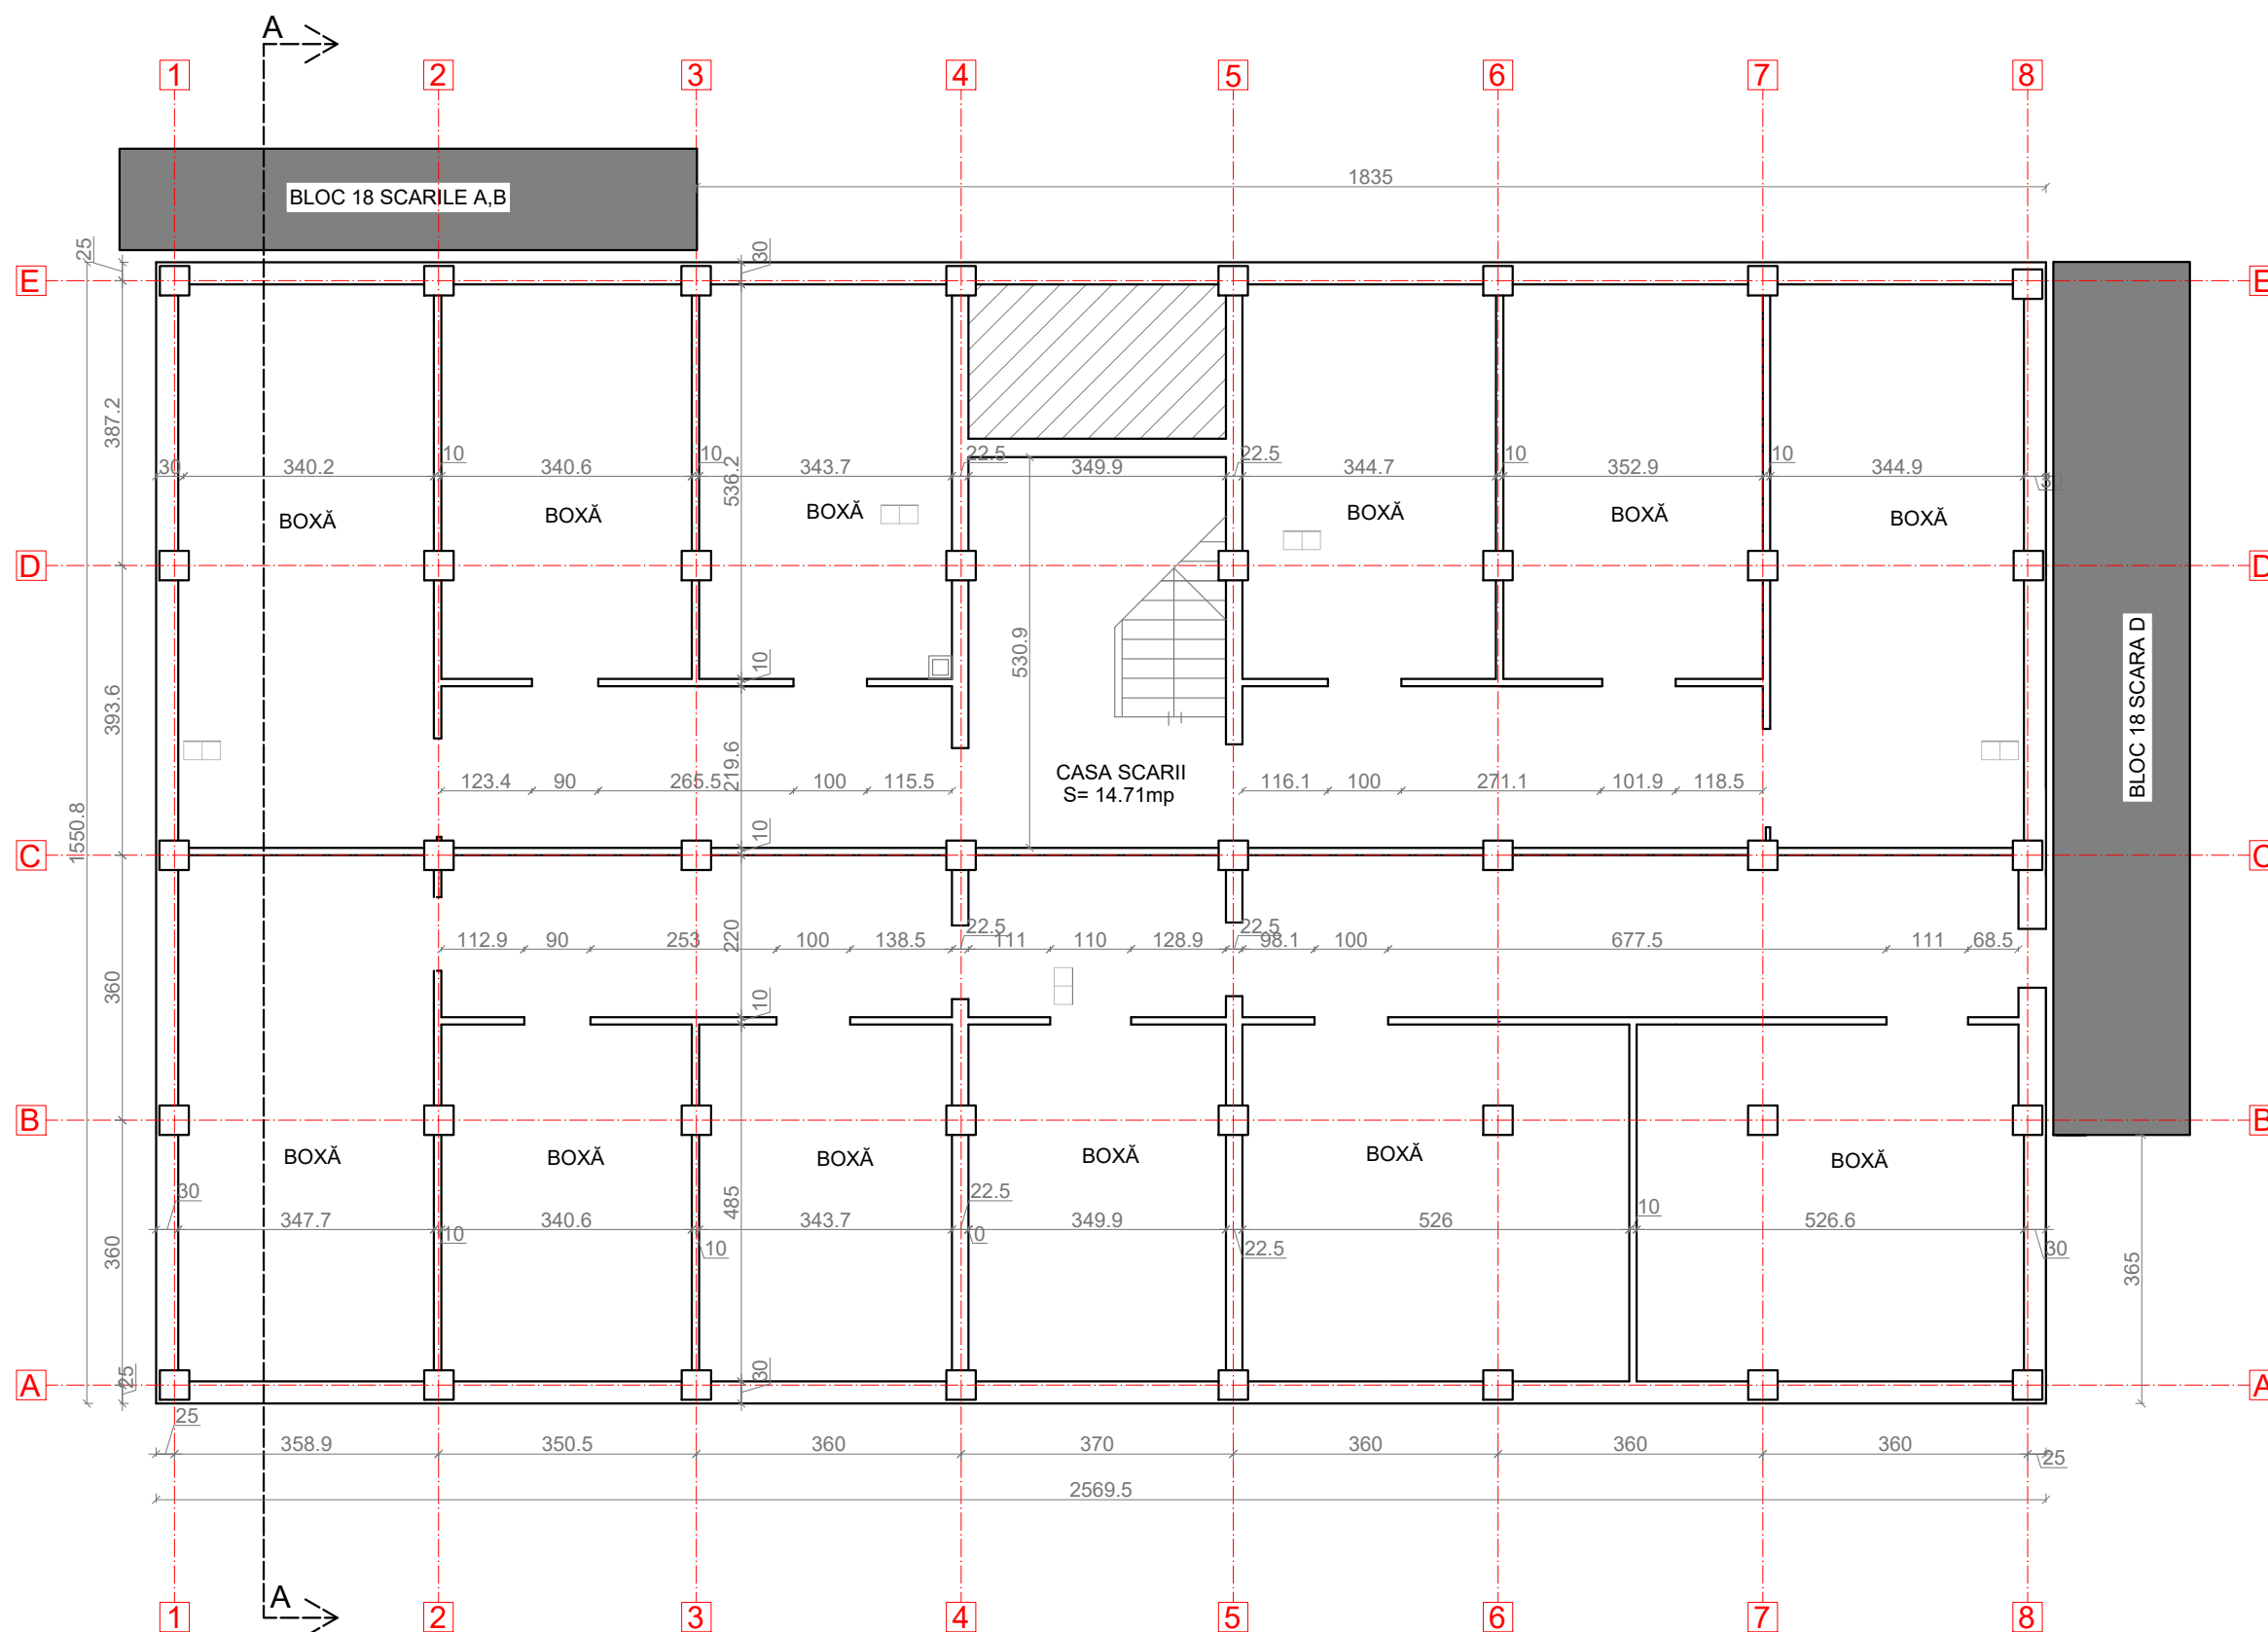 A
1 2 3 4 5 6 7 8
1835
BLOC 18 SCARILE A,B
25
30
E E
387.2
536.2
30 340.2 10 340.6 10 343.7 22.5 349.9 22.5 344.7 10 352.9 10 344.9 30
BOXĂ BOXĂ BOXĂ BOXĂ BOXĂ BOXĂ
D D
530.9
10
393.6
BLOC 18 SCARA D
219.6
CASA SCARII
S= 14.71mp
123.4 90 265.5 100 115.5 116.1 100 271.1 101.9 118.5
1550.8
10
C C
360
220
112.9 90 253 100 138.5 22.5 111 110 128.9 22.5 98.1 100 677.5 111 68.5
10
B B
BOXĂ BOXĂ BOXĂ BOXĂ BOXĂ BOXĂ
360
485
30 347.7 10 340.6 10 343.7 22.5 0 349.9 22.5 526 10 526.6 30
365
30
25
A A
25 358.9 350.5 360 370 360 360 360 25
2569.5
A
1 2 3 4 5 6 7 8